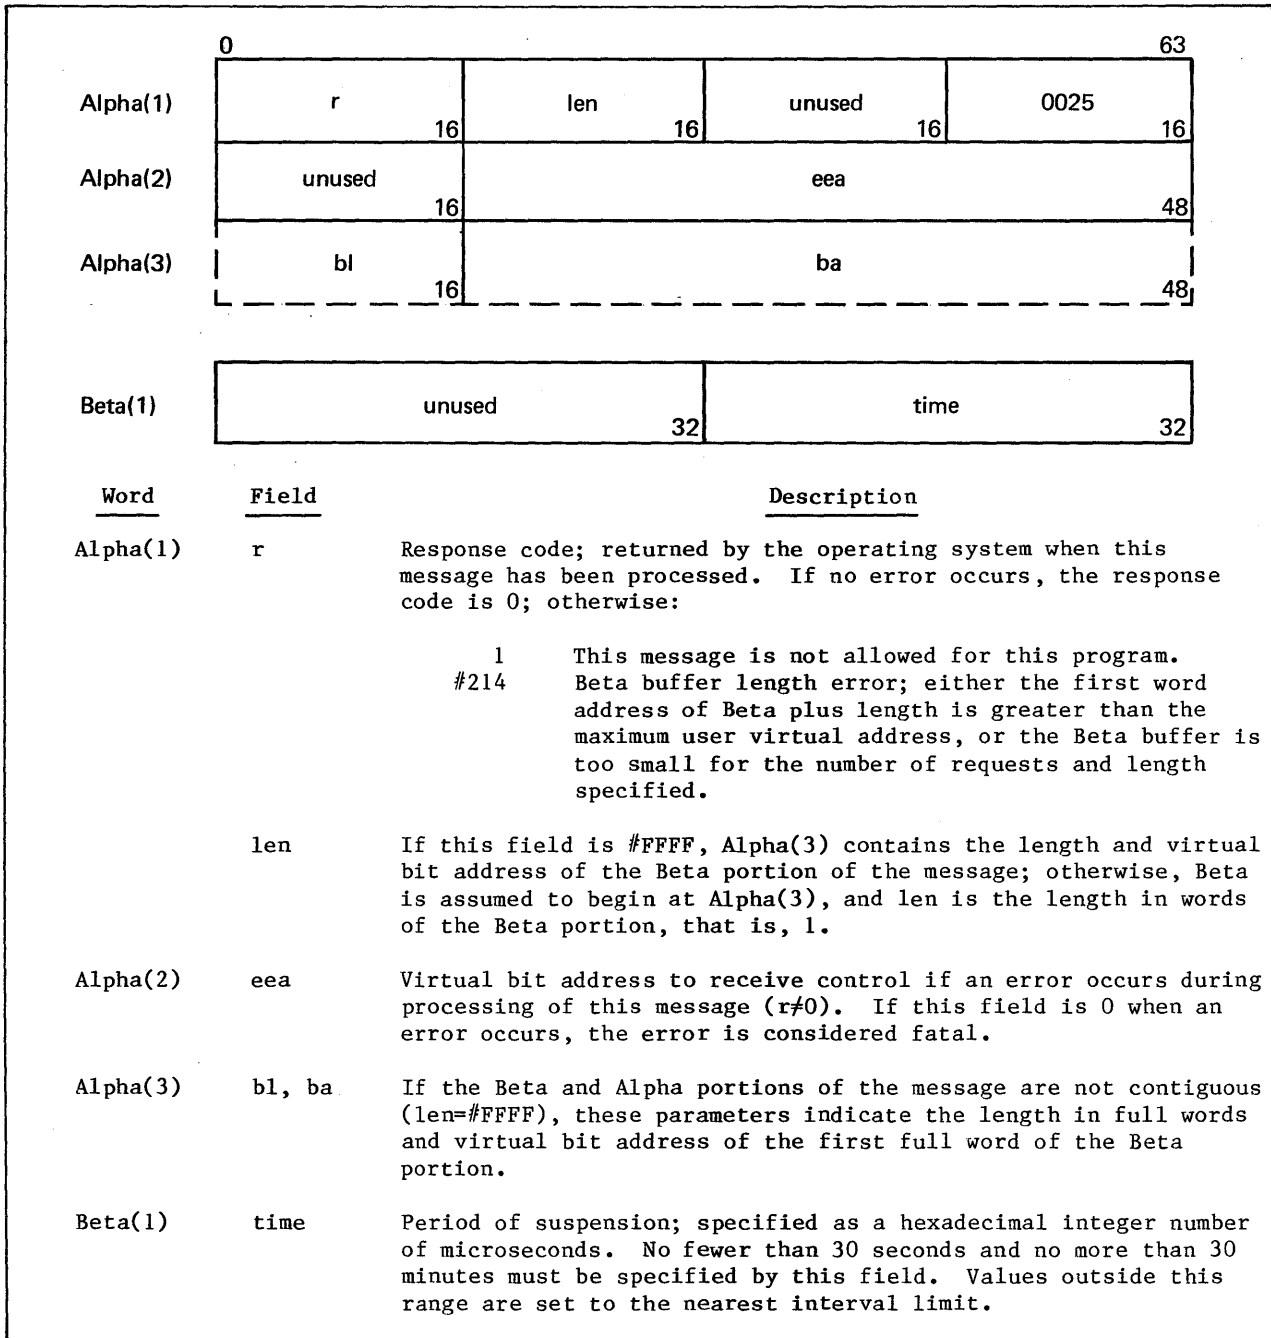 0 63
Alpha(1) r 16 len 16 unused 16 0025 16
Alpha(2) unused 16 eea 48
Alpha(3) bl 16 ba 48
Beta(1) unused 32 time 32
Word Field Description
Alpha(1) r Response code; returned by the operating system when this
message has been processed. If no error occurs, the response
code is 0; otherwise:
1 This message is not allowed for this program.
#214 Beta buffer length error; either the first word
address of Beta plus length is greater than the
maximum user virtual address, or the Beta buffer is
too small for the number of requests and length
specified.
len If this field is #FFFF, Alpha(3) contains the length and virtual
bit address of the Beta portion of the message; otherwise, Beta
is assumed to begin at Alpha(3), and len is the length in words
of the Beta portion, that is, 1.
Alpha(2) eea Virtual bit address to receive control if an error occurs during
processing of this message (r≠0). If this field is 0 when an
error occurs, the error is considered fatal.
Alpha(3) bl, ba If the Beta and Alpha portions of the message are not contiguous
(len=#FFFF), these parameters indicate the length in full words
and virtual bit address of the first full word of the Beta
portion.
Beta(1) time Period of suspension; specified as a hexadecimal integer number
of microseconds. No fewer than 30 seconds and no more than 30
minutes must be specified by this field. Values outside this
range are set to the nearest interval limit.